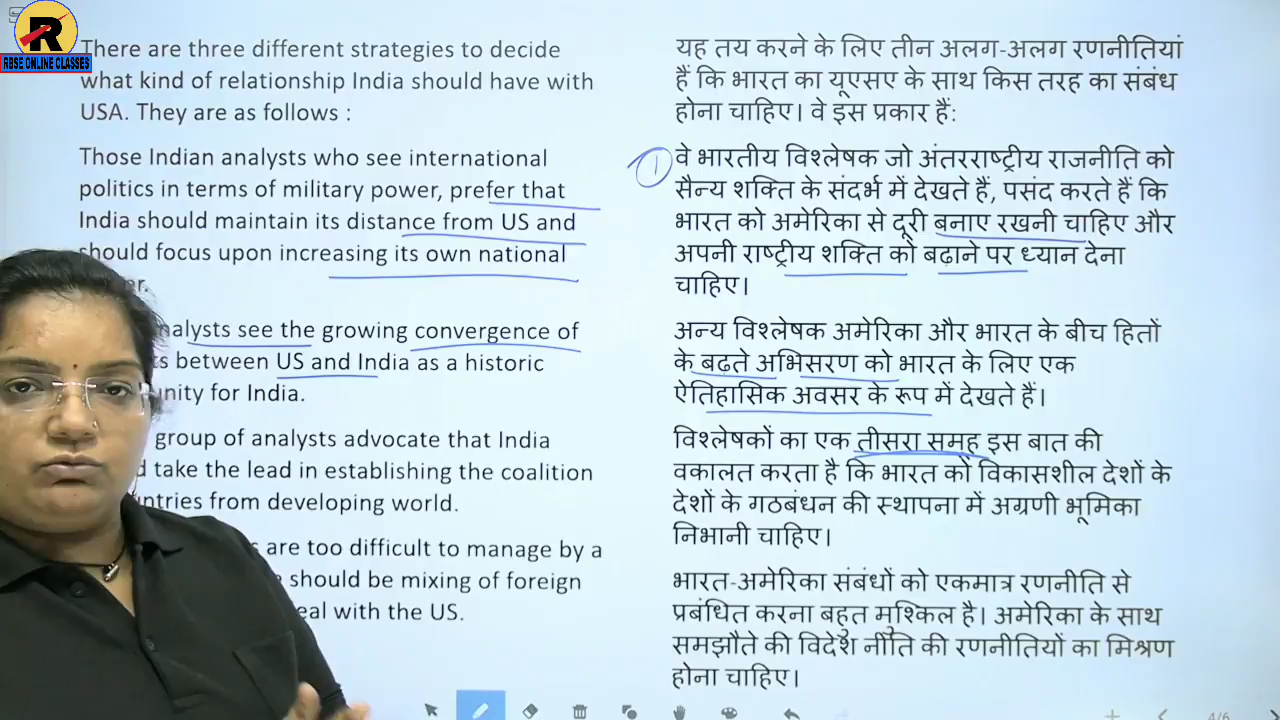 R
RBSE ONLINE CLASSES
There are three different strategies to decide
what kind of relationship India should have with
USA. They are as follows :
Those Indian analysts who see international
politics in terms of military power, prefer that
India should maintain its distance from US and
should focus upon increasing its own national
analysts see the growing convergence of
between US and India as a historic
for India.
group of analysts advocate that India
take the lead in establishing the coalition
from developing world.
are too difficult to manage by a
should be mixing of foreign
with the US.
यह तय करने के लिए तीन अलग-अलग रणनीतियां
हैं कि भारत का यूएसए के साथ किस तरह का संबंध
होना चाहिए। वे इस प्रकार हैं:
1
वे भारतीय विश्लेषक जो अंतरराष्ट्रीय राजनीति को
सैन्य शक्ति के संदर्भ में देखते हैं, पसंद करते हैं कि
भारत को अमेरिका से दूरी बनाए रखनी चाहिए और
अपनी राष्ट्रीय शक्ति को बढ़ाने पर ध्यान देना
चाहिए।
अन्य विश्लेषक अमेरिका और भारत के बीच हितों
के बढ़ते अभिसरण को भारत के लिए एक
ऐतिहासिक अवसर के रूप में देखते हैं।
विश्लेषकों का एक तीसरा समूह इस बात की
वकालत करता है कि भारत को विकासशील देशों के
देशों के गठबंधन की स्थापना में अग्रणी भूमिका
निभानी चाहिए।
भारत-अमेरिका संबंधों को एकमात्र रणनीति से
प्रबंधित करना बहुत मुश्किल है। अमेरिका के साथ
समझौते की विदेश नीति की रणनीतियों का मिश्रण
होना चाहिए।
4/6